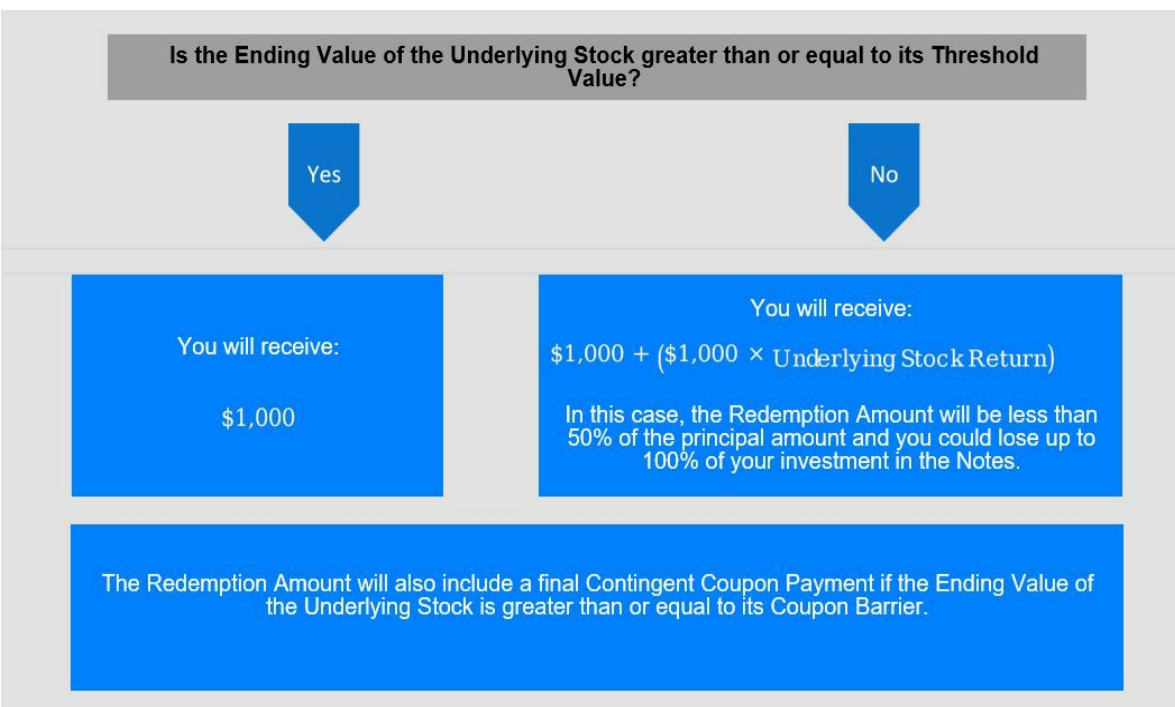 Is the Ending Value of the Underlying Stock greater than or equal to its Threshold
Value?
Yes
No
You will receive:
$1,000
You will receive:
$1,000 + ($1,000 × Underlying Stock Return)
In this case, the Redemption Amount will be less than
50% of the principal amount and you could lose up to
100% of your investment in the Notes.
The Redemption Amount will also include a final Contingent Coupon Payment if the Ending Value of
the Underlying Stock is greater than or equal to its Coupon Barrier.